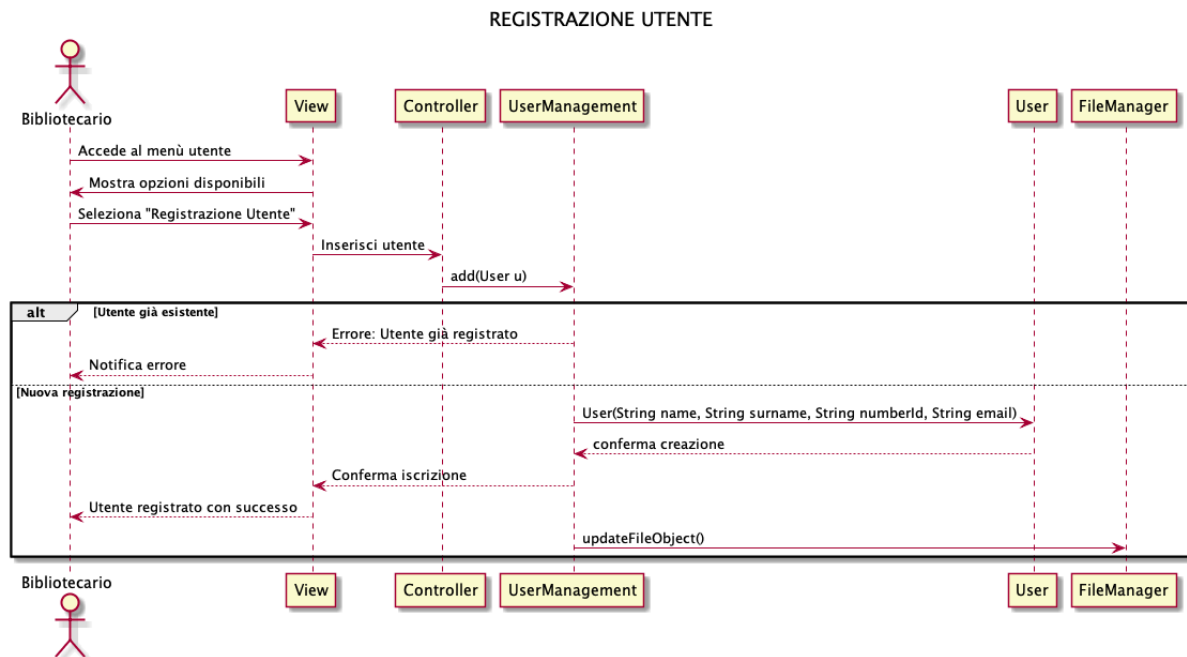 REGISTRAZIONE UTENTE
Bibliotecario
View
Controller
UserManagement
User
FileManager
Accede al menù utente
Mostra opzioni disponibili
Seleziona "Registrazione Utente"
Inserisci utente
add(User u)
alt
[Utente già esistente]
Errore: Utente già registrato
Notifica errore
[Nuova registrazione]
User(String name, String surname, String numberId, String email)
conferma creazione
Conferma iscrizione
Utente registrato con successo
updateFileObject()
Bibliotecario
View
Controller
UserManagement
User
FileManager